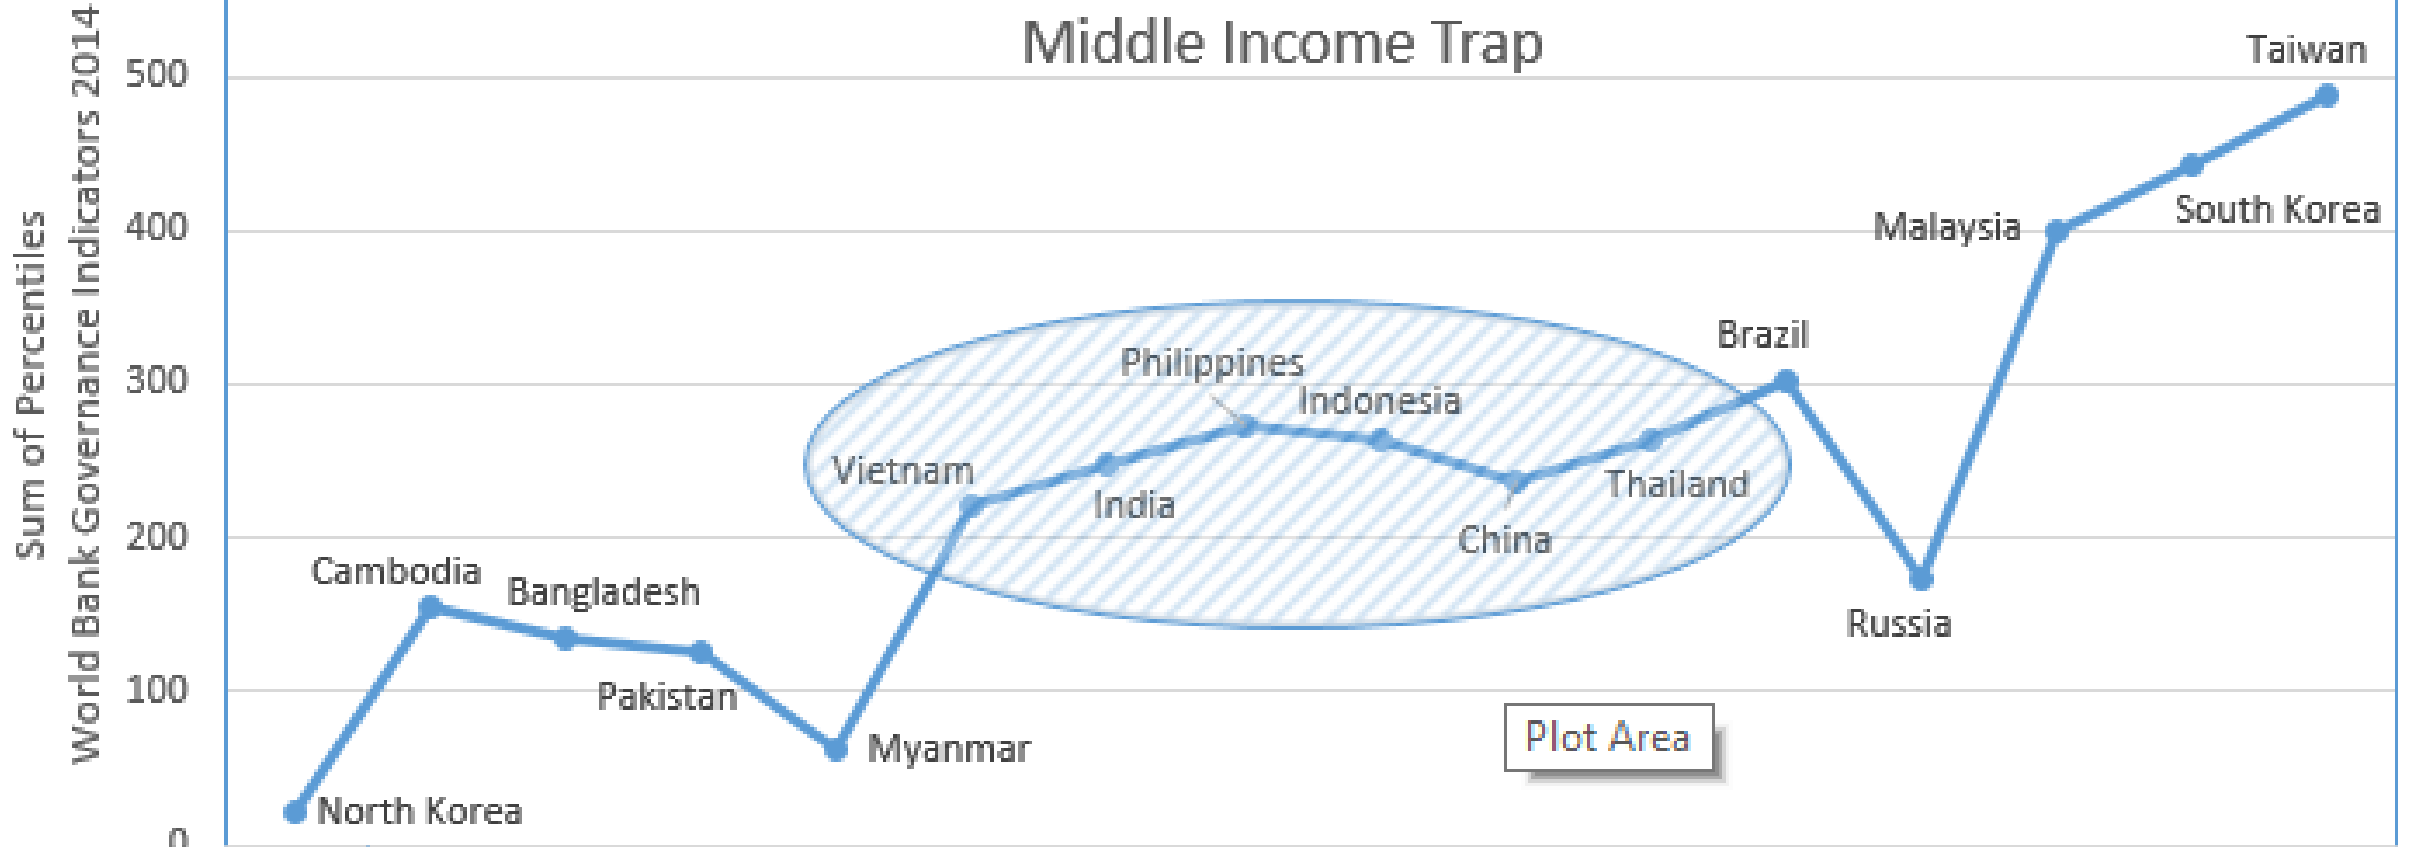 Middle Income Trap
Sum of Percentiles
World Bank Governance Indicators 2014
500
400
300
200
100
0
Taiwan
South Korea
Malaysia
Brazil
Philippines
Indonesia
Vietnam
India
Thailand
China
Cambodia
Bangladesh
Russia
Pakistan
Plot Area
Myanmar
North Korea